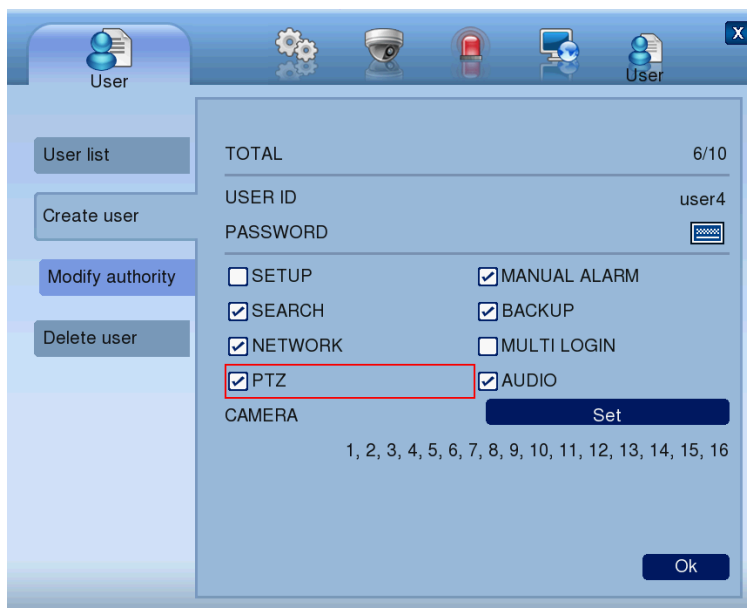 X
User
User
User list
Create user
Modify authority
Delete user
TOTAL 6/10
USER ID user4
PASSWORD
SETUP MANUAL ALARM
SEARCH BACKUP
NETWORK MULTI LOGIN
PTZ AUDIO
CAMERA Set
1, 2, 3, 4, 5, 6, 7, 8, 9, 10, 11, 12, 13, 14, 15, 16
Ok